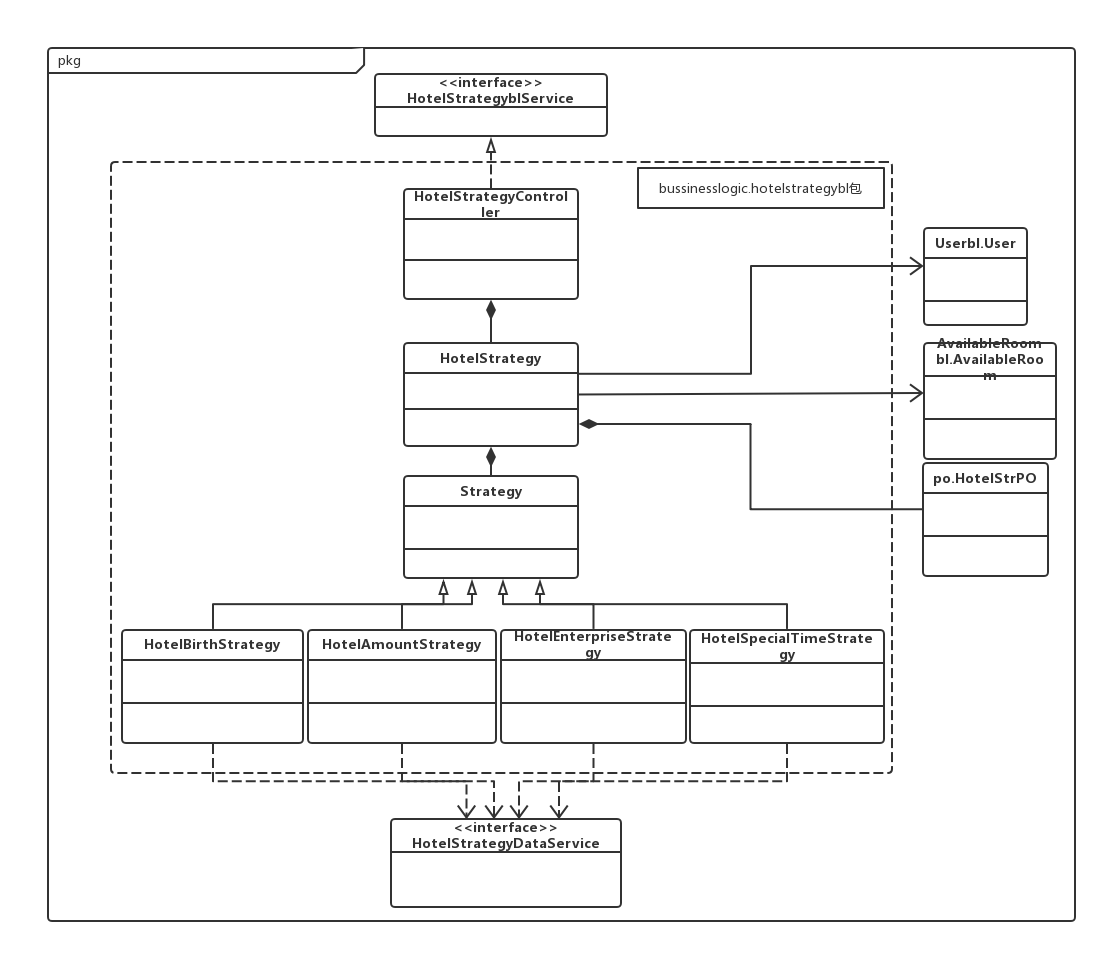 pkg
<<interface>>
HotelStrategyblService
bussinesslogic.hotelstrategybl包
HotelStrategyControl
ler
Userbl.User
HotelStrategy
AvailableRoom
bl.AvailableRoo
m
po.HotelStrPO
Strategy
HotelBirthStrategy
HotelAmountStrategy
HotelEnterpriseStrate
gy
HotelSpecialTimeStrate
gy
<<interface>>
HotelStrategyDataService